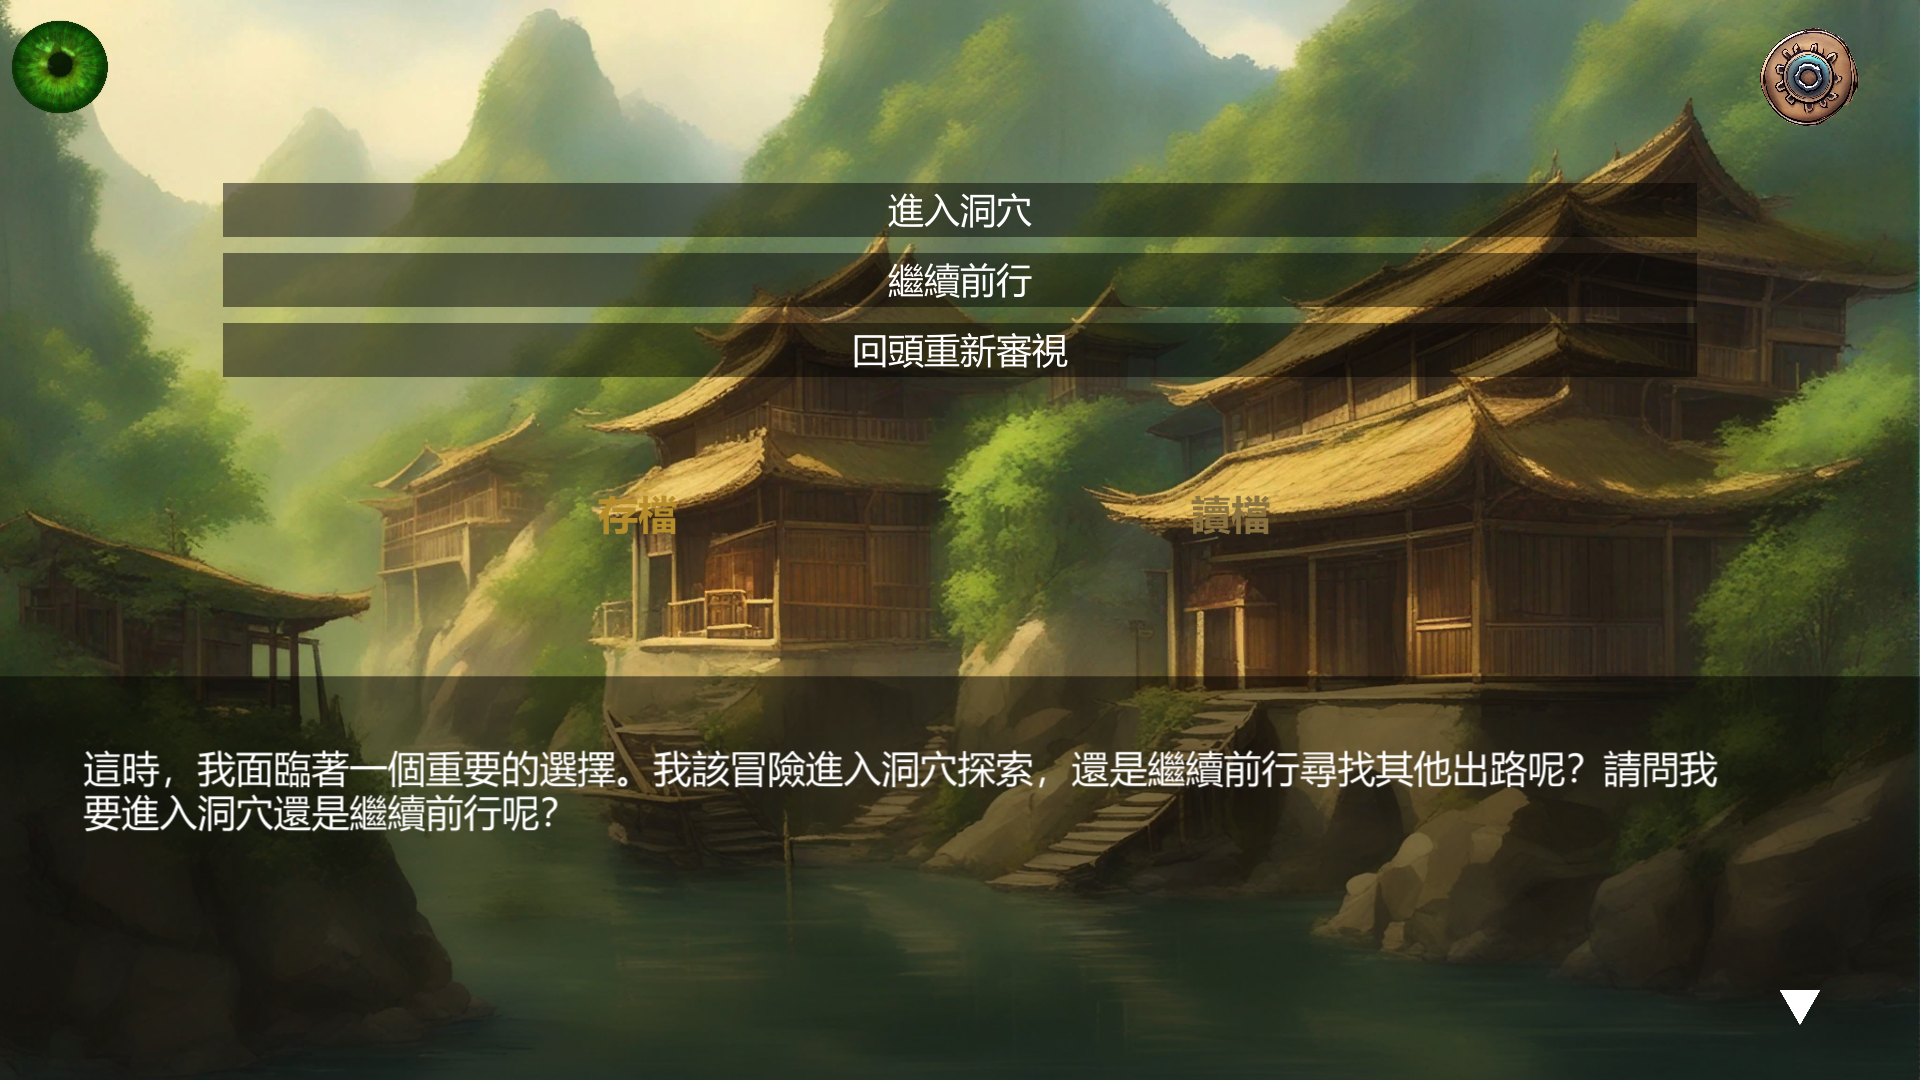 進入洞穴
繼續前行
回頭重新審視
存檔
讀檔
這時，我面臨著一個重要的選擇。我該冒險進入洞穴探索，還是繼續前行尋找其他出路呢？請問我
要進入洞穴還是繼續前行呢？